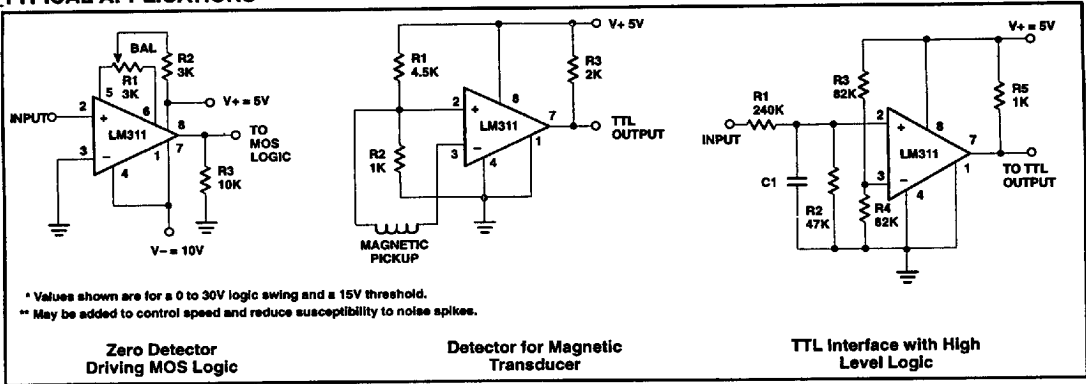 TYPICAL APPLICATIONS
BAL
R2
3K
R1
3K
5
6
2
+
INPUT
LM311
3
–
4
1
8
7
V+ = 5V
TO
MOS
LOGIC
R3
10K
V– = 10V
V+ 5V
R1
4.5K
R3
2K
2
+
8
LM311
7
TTL
OUTPUT
R2
1K
3
–
4
1
MAGNETIC
PICKUP
V+ = 5V
R3
82K
R5
1K
R1
240K
INPUT
2
+
8
LM311
7
TO TTL
OUTPUT
C1
3
–
4
1
R2
47K
R4
82K
* Values shown are for a 0 to 30V logic swing and a 15V threshold.
** May be added to control speed and reduce susceptibility to noise spikes.
Zero Detector
Driving MOS Logic
Detector for Magnetic
Transducer
TTL Interface with High
Level Logic